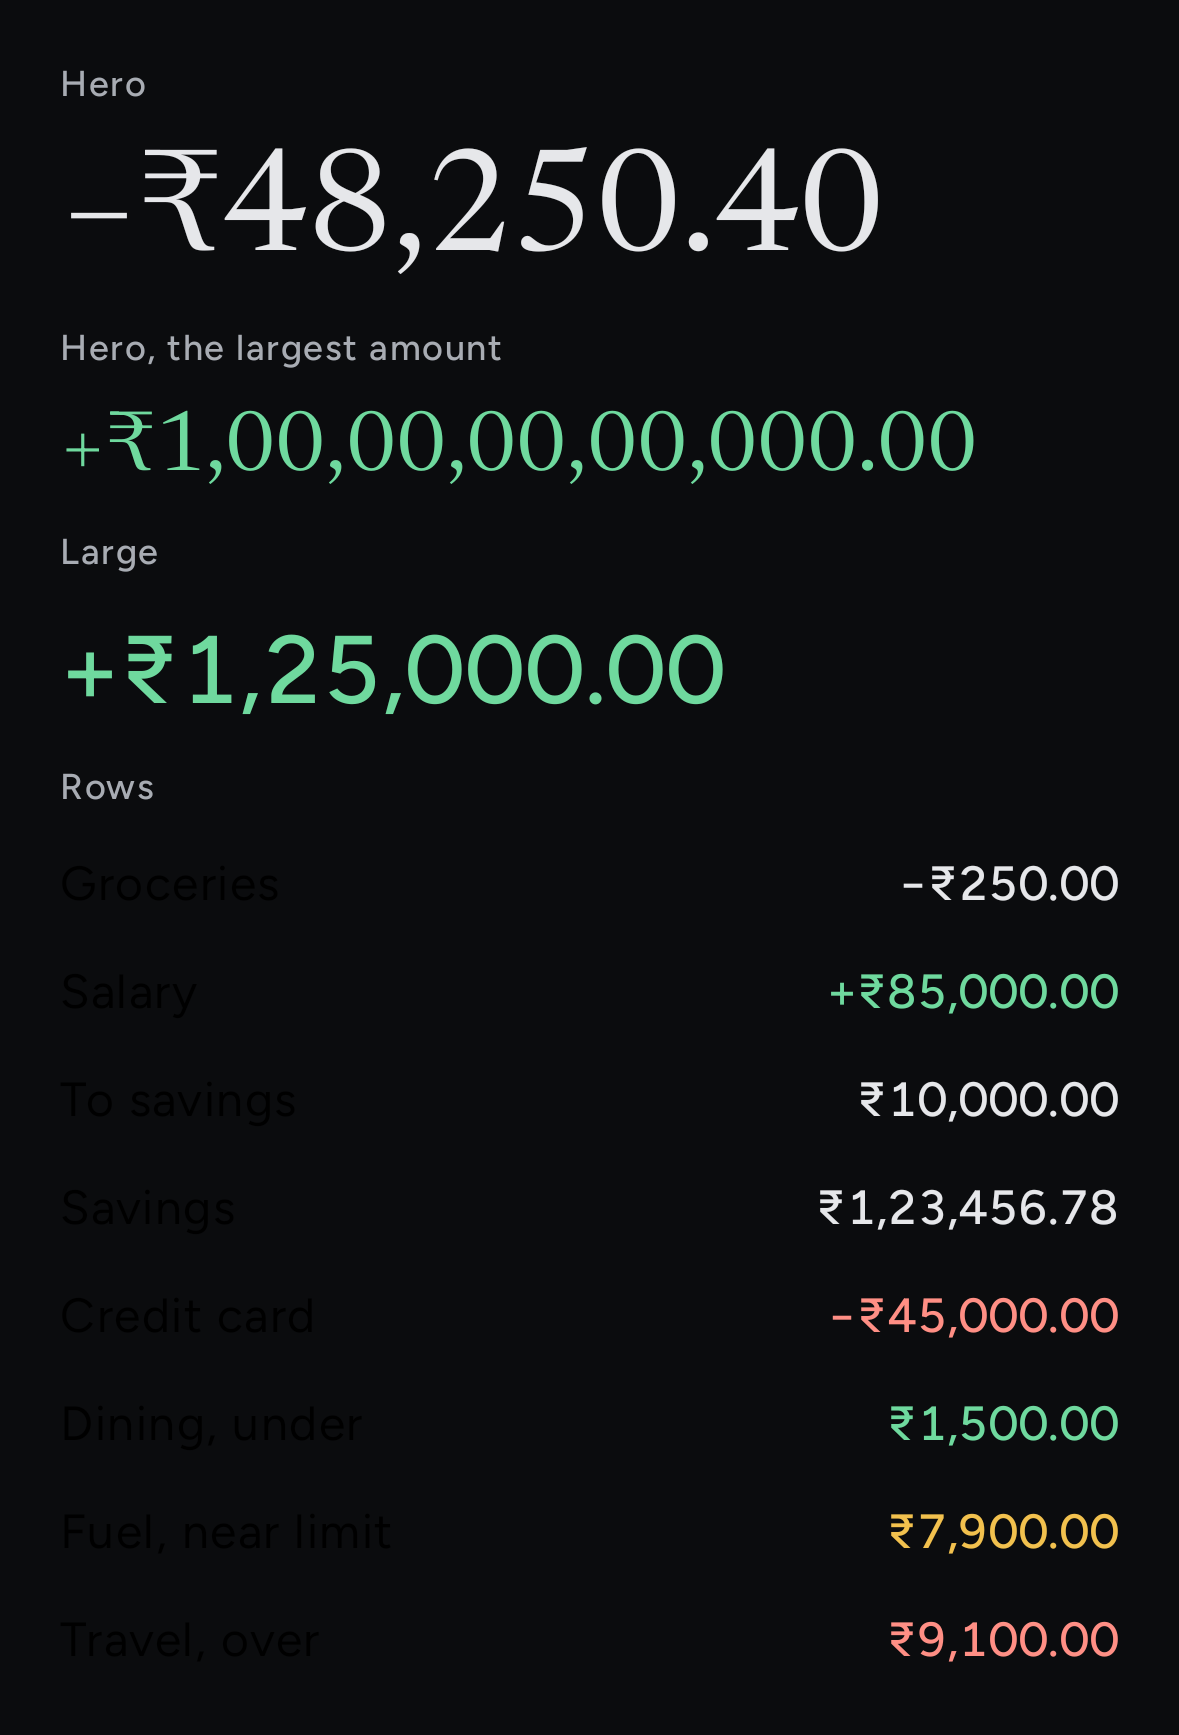 Hero
−₹48,250.40
Hero, the largest amount
+₹1,00,00,00,00,000.00
Large
+₹1,25,000.00
Rows
Groceries −₹250.00
Salary +₹85,000.00
To savings ₹10,000.00
Savings ₹1,23,456.78
Credit card −₹45,000.00
Dining, under ₹1,500.00
Fuel, near limit ₹7,900.00
Travel, over ₹9,100.00